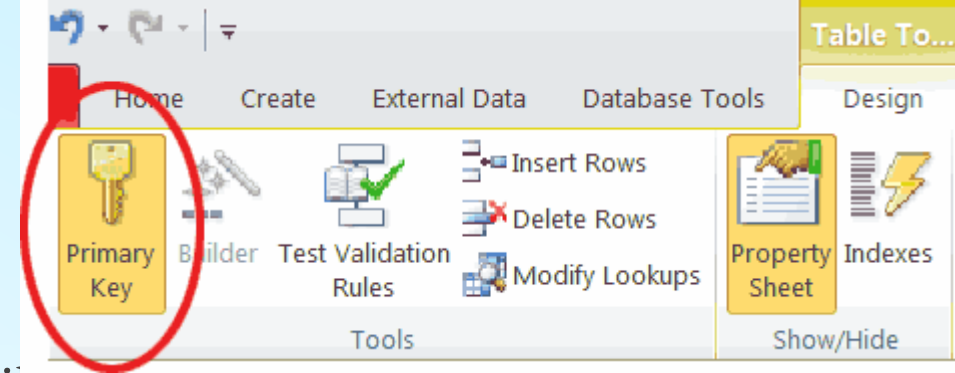 Table To...
Home Create External Data Database Tools Design
Primary Key
Builder
Test Validation Rules
Insert Rows
Delete Rows
Modify Lookups
Property Sheet
Indexes
Tools
Show/Hide